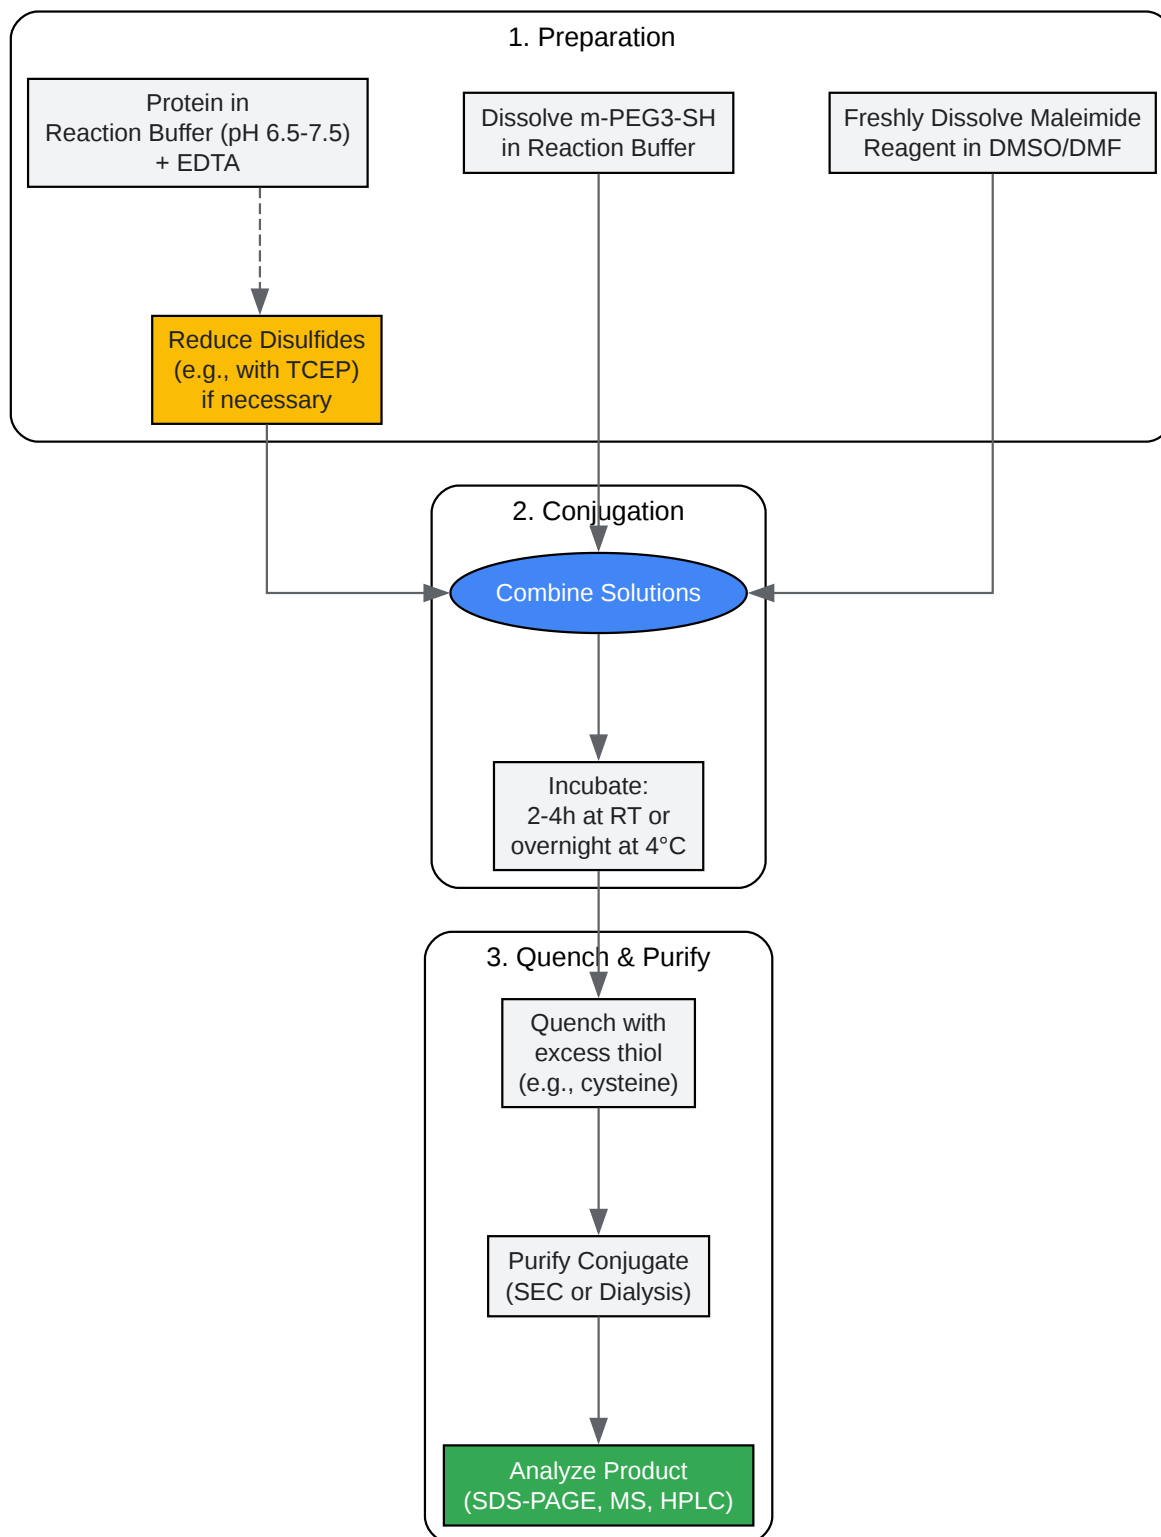 1. Preparation
Protein in
Reaction Buffer (pH 6.5-7.5)
+ EDTA
Dissolve m-PEG3-SH
in Reaction Buffer
Freshly Dissolve Maleimide
Reagent in DMSO/DMF
Reduce Disulfides
(e.g., with TCEP)
if necessary
2. Conjugation
Combine Solutions
Incubate:
2-4h at RT or
overnight at 4°C
3. Quench & Purify
Quench with
excess thiol
(e.g., cysteine)
Purify Conjugate
(SEC or Dialysis)
Analyze Product
(SDS-PAGE, MS, HPLC)